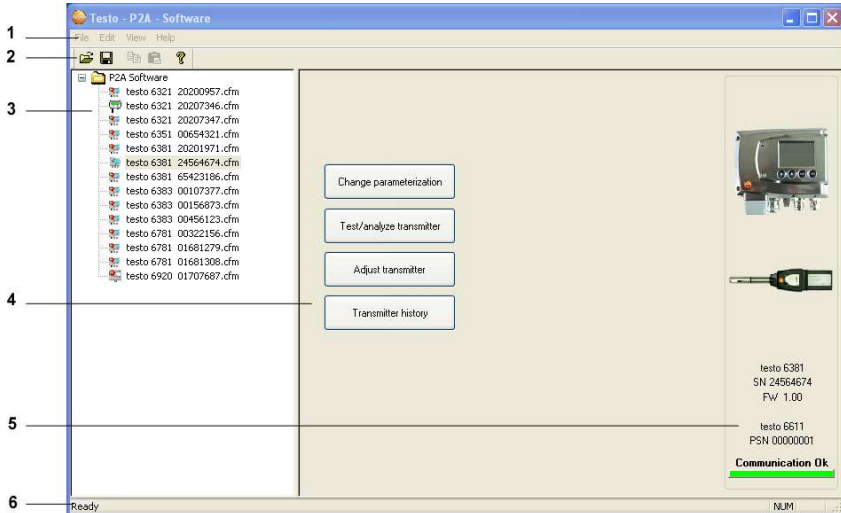 Testo - P2A - Software
1
File Edit View Help
2
P2A Software
testo 6321 20200957.cfm
3
testo 6321 20207346.cfm
testo 6321 20207347.cfm
testo 6351 00654321.cfm
testo 6381 20201971.cfm
testo 6381 24564674.cfm
testo 6381 65423186.cfm
testo 6383 00107377.cfm
testo 6383 00156873.cfm
testo 6383 00456123.cfm
testo 6781 00322156.cfm
testo 6781 01681279.cfm
testo 6781 01681308.cfm
testo 6920 01707687.cfm
Change parameterization
Test/analyze transmitter
Adjust transmitter
4
Transmitter history
testo 6381
SN 24564674
FW 1.00
5
testo 6611
PSN 00000001
Communication Ok
6
Ready
NUM